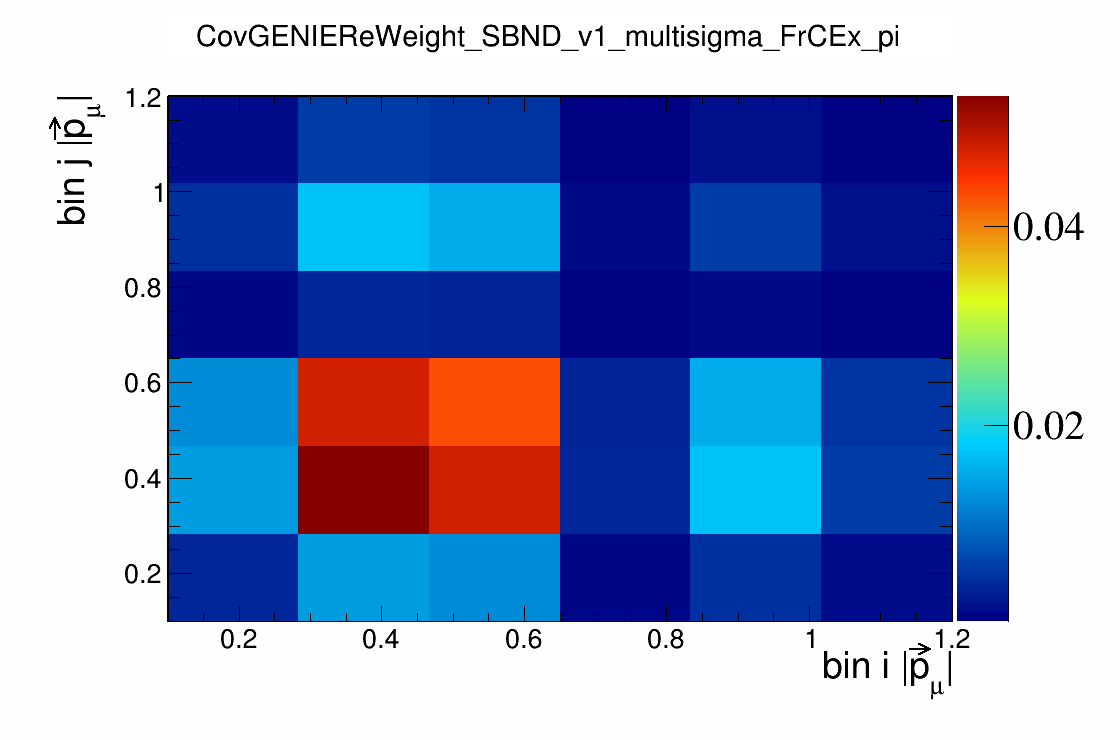 CovGENIEReWeight_SBND_v1_multisigma_FrCEx_pi
bin j |p⃗μ|
1.2
1
0.8
0.6
0.4
0.2
0.04
0.02
0.2 0.4 0.6 0.8 1 1.2
bin i |p⃗μ|